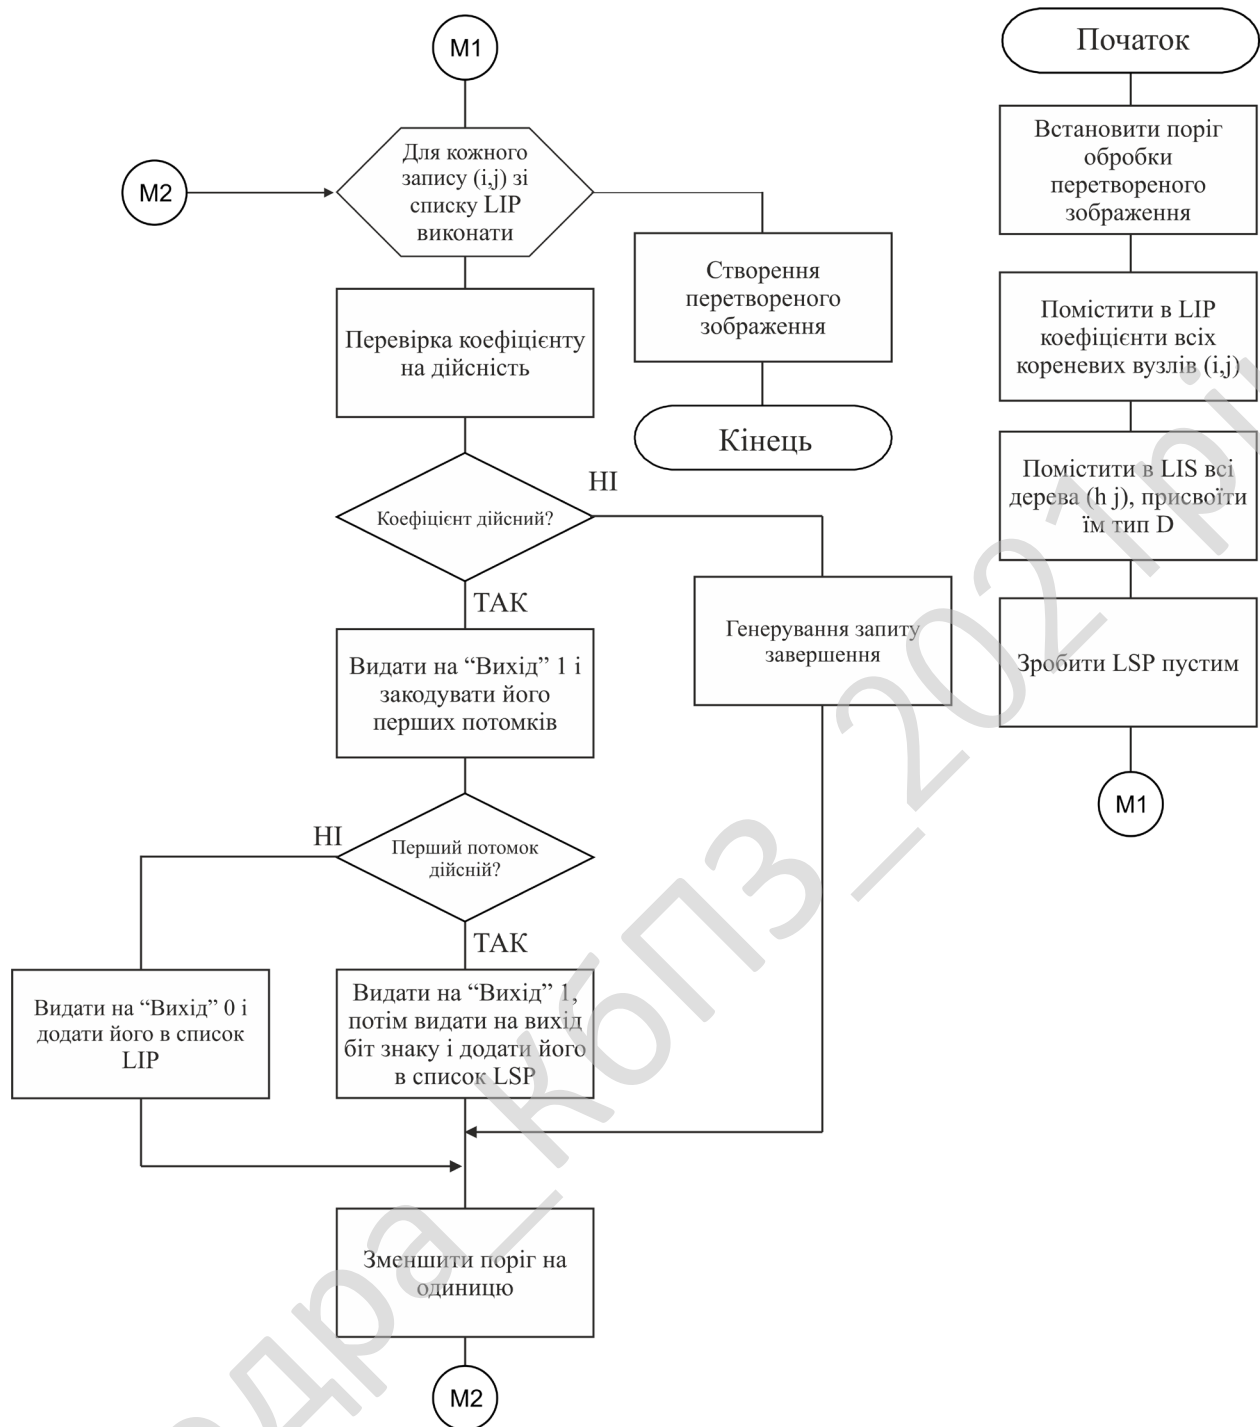 M1
M2
Для кожного
запису (i,j) зі
списку LIP
виконати
Створення
перетвореного
зображення
Кінець
Перевірка коефіцієнту
на дійсність
Коефіцієнт дійсний?
НІ
ТАК
Генерування запиту
завершення
Видати на “Вихід” 1 і
закодувати його
перших потомків
Перший потомок
дійсній?
НІ
ТАК
Видати на “Вихід” 0 і
додати його в список
LIP
Видати на “Вихід” 1,
потім видати на вихід
біт знаку і додати його
в список LSP
Зменшити поріг на
одиницю
M2
Початок
Встановити поріг
обробки
перетвореного
зображення
Помістити в LIP
коефіцієнти всіх
кореневих вузлів (i,j)
Помістити в LIS всі
дерева (h j), присвоїти
їм тип D
Зробити LSP пустим
M1